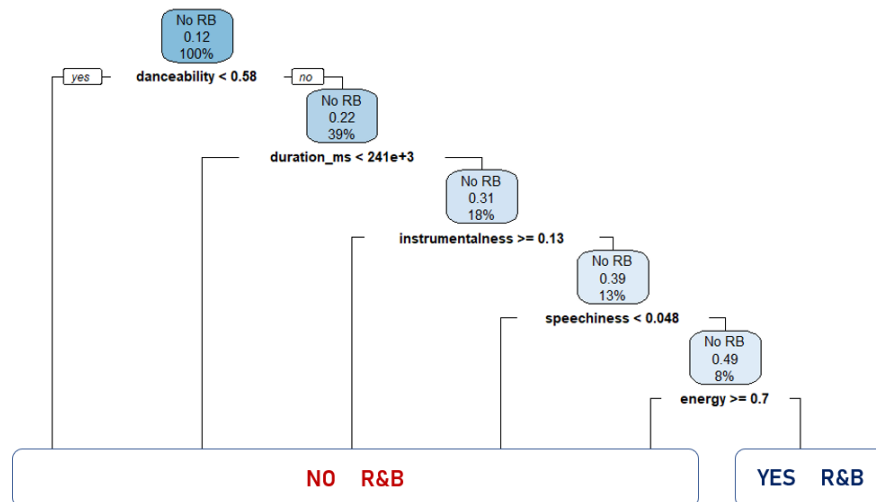 No RB
0.12
100%
yes
danceability < 0.58
no
No RB
0.22
39%
duration_ms < 241e+3
No RB
0.31
18%
instrumentalness >= 0.13
No RB
0.39
13%
speechiness < 0.048
No RB
0.49
8%
energy >= 0.7
NO R&B
YES R&B